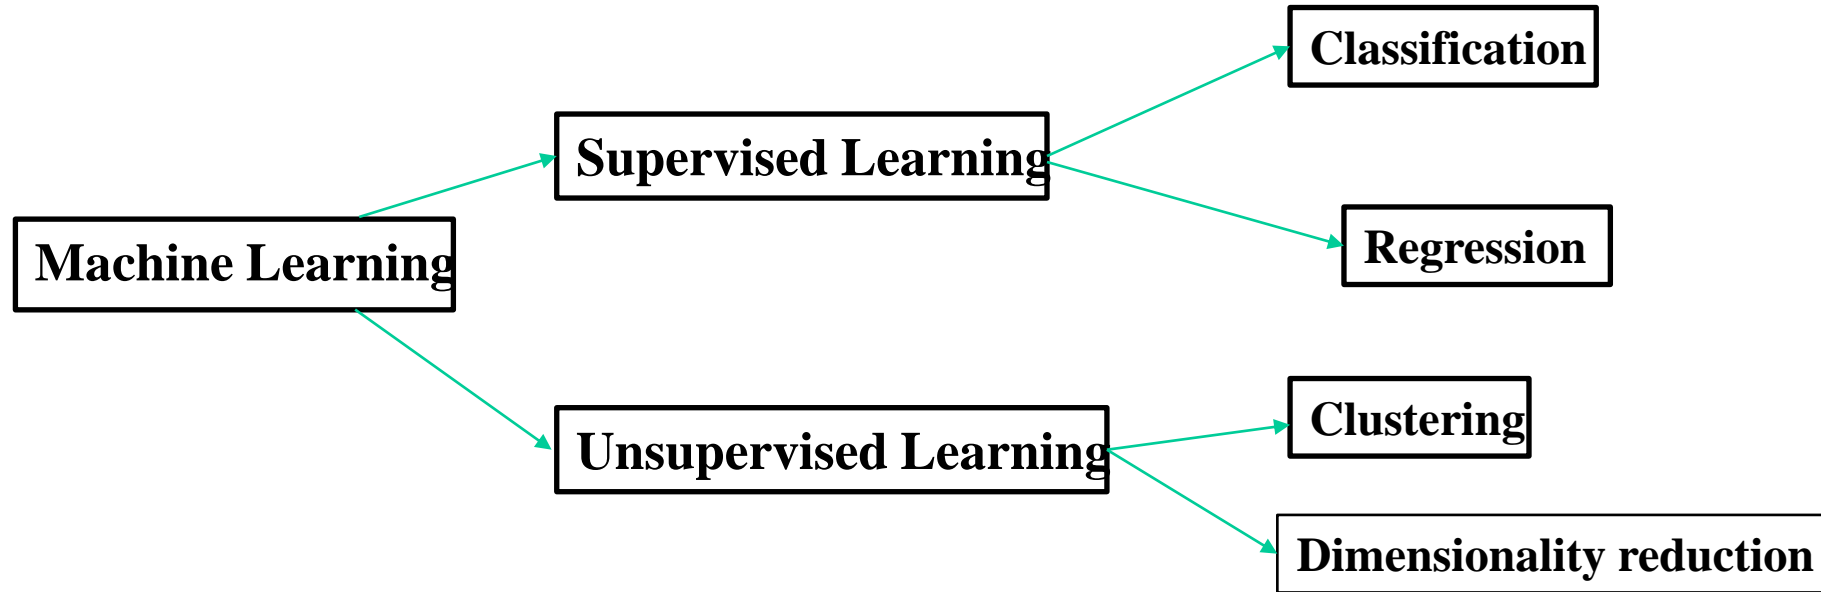 Classification
Supervised Learning
Machine Learning
Regression
Unsupervised Learning
Clustering
Dimensionality reduction